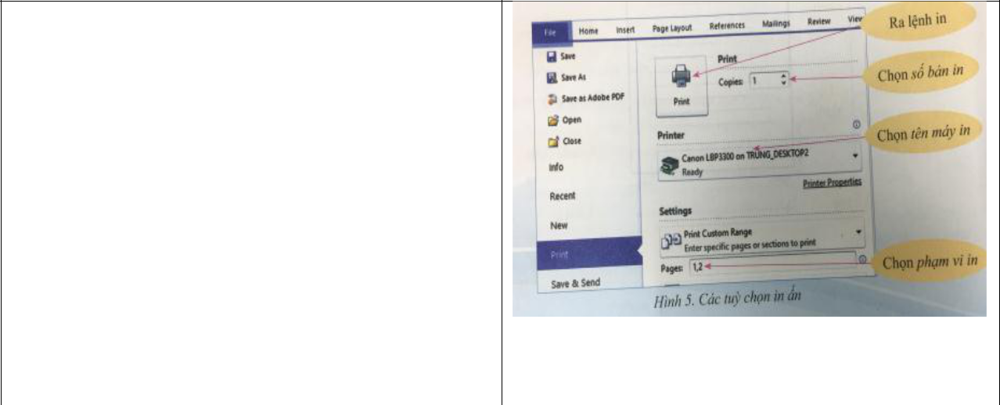 File Home Insert Page Layout References Mailings Review View
Ra lệnh in
Save
Save As
Save as Adobe PDF
Open
Close
Info
Recent
New
Print
Save & Send
Print
Print
Copies: 1
Chọn số bản in
Printer
Chọn tên máy in
Canon LBP3300 on TRUNG_DESKTOP2
Ready
Printer Properties
Settings
Print Custom Range
Enter specific pages or sections to print
Pages: 1,2
Chọn phạm vi in
Hình 5. Các tuỳ chọn in ấn